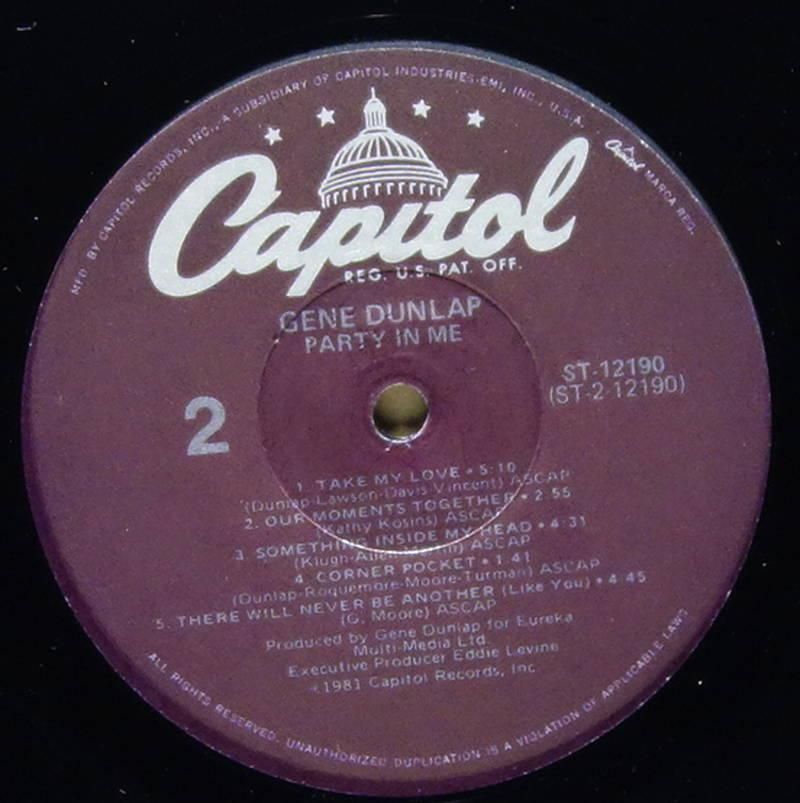 MFD. BY CAPITOL RECORDS, INC., A SUBSIDIARY OF CAPITOL INDUSTRIES-EMI, INC., U.S.A.
Capitol MARCA REG.
Capitol
REG. U.S. PAT. OFF.
GENE DUNLAP
PARTY IN ME
ST-12190
(ST-2-12190)
2
1. TAKE MY LOVE • 5:10
(Dunlap-Lawson-Davis-Vincent) ASCAP
2. OUR MOMENTS TOGETHER • 2:55
(Kathy Kosins) ASCAP
3. SOMETHING INSIDE MY HEAD • 4:31
(Klugh-Allen-) ASCAP
4. CORNER POCKET • 1:41
(Dunlap-Roquemore-Moore-Turman) ASCAP
5. THERE WILL NEVER BE ANOTHER (Like You) • 4:45
(G. Moore) ASCAP
Produced by Gene Dunlap for Eureka
Multi-Media Ltd.
Executive Producer Eddie Levine
1981 Capitol Records, Inc.
ALL RIGHTS RESERVED. UNAUTHORIZED DUPLICATION IS A VIOLATION OF APPLICABLE LAWS